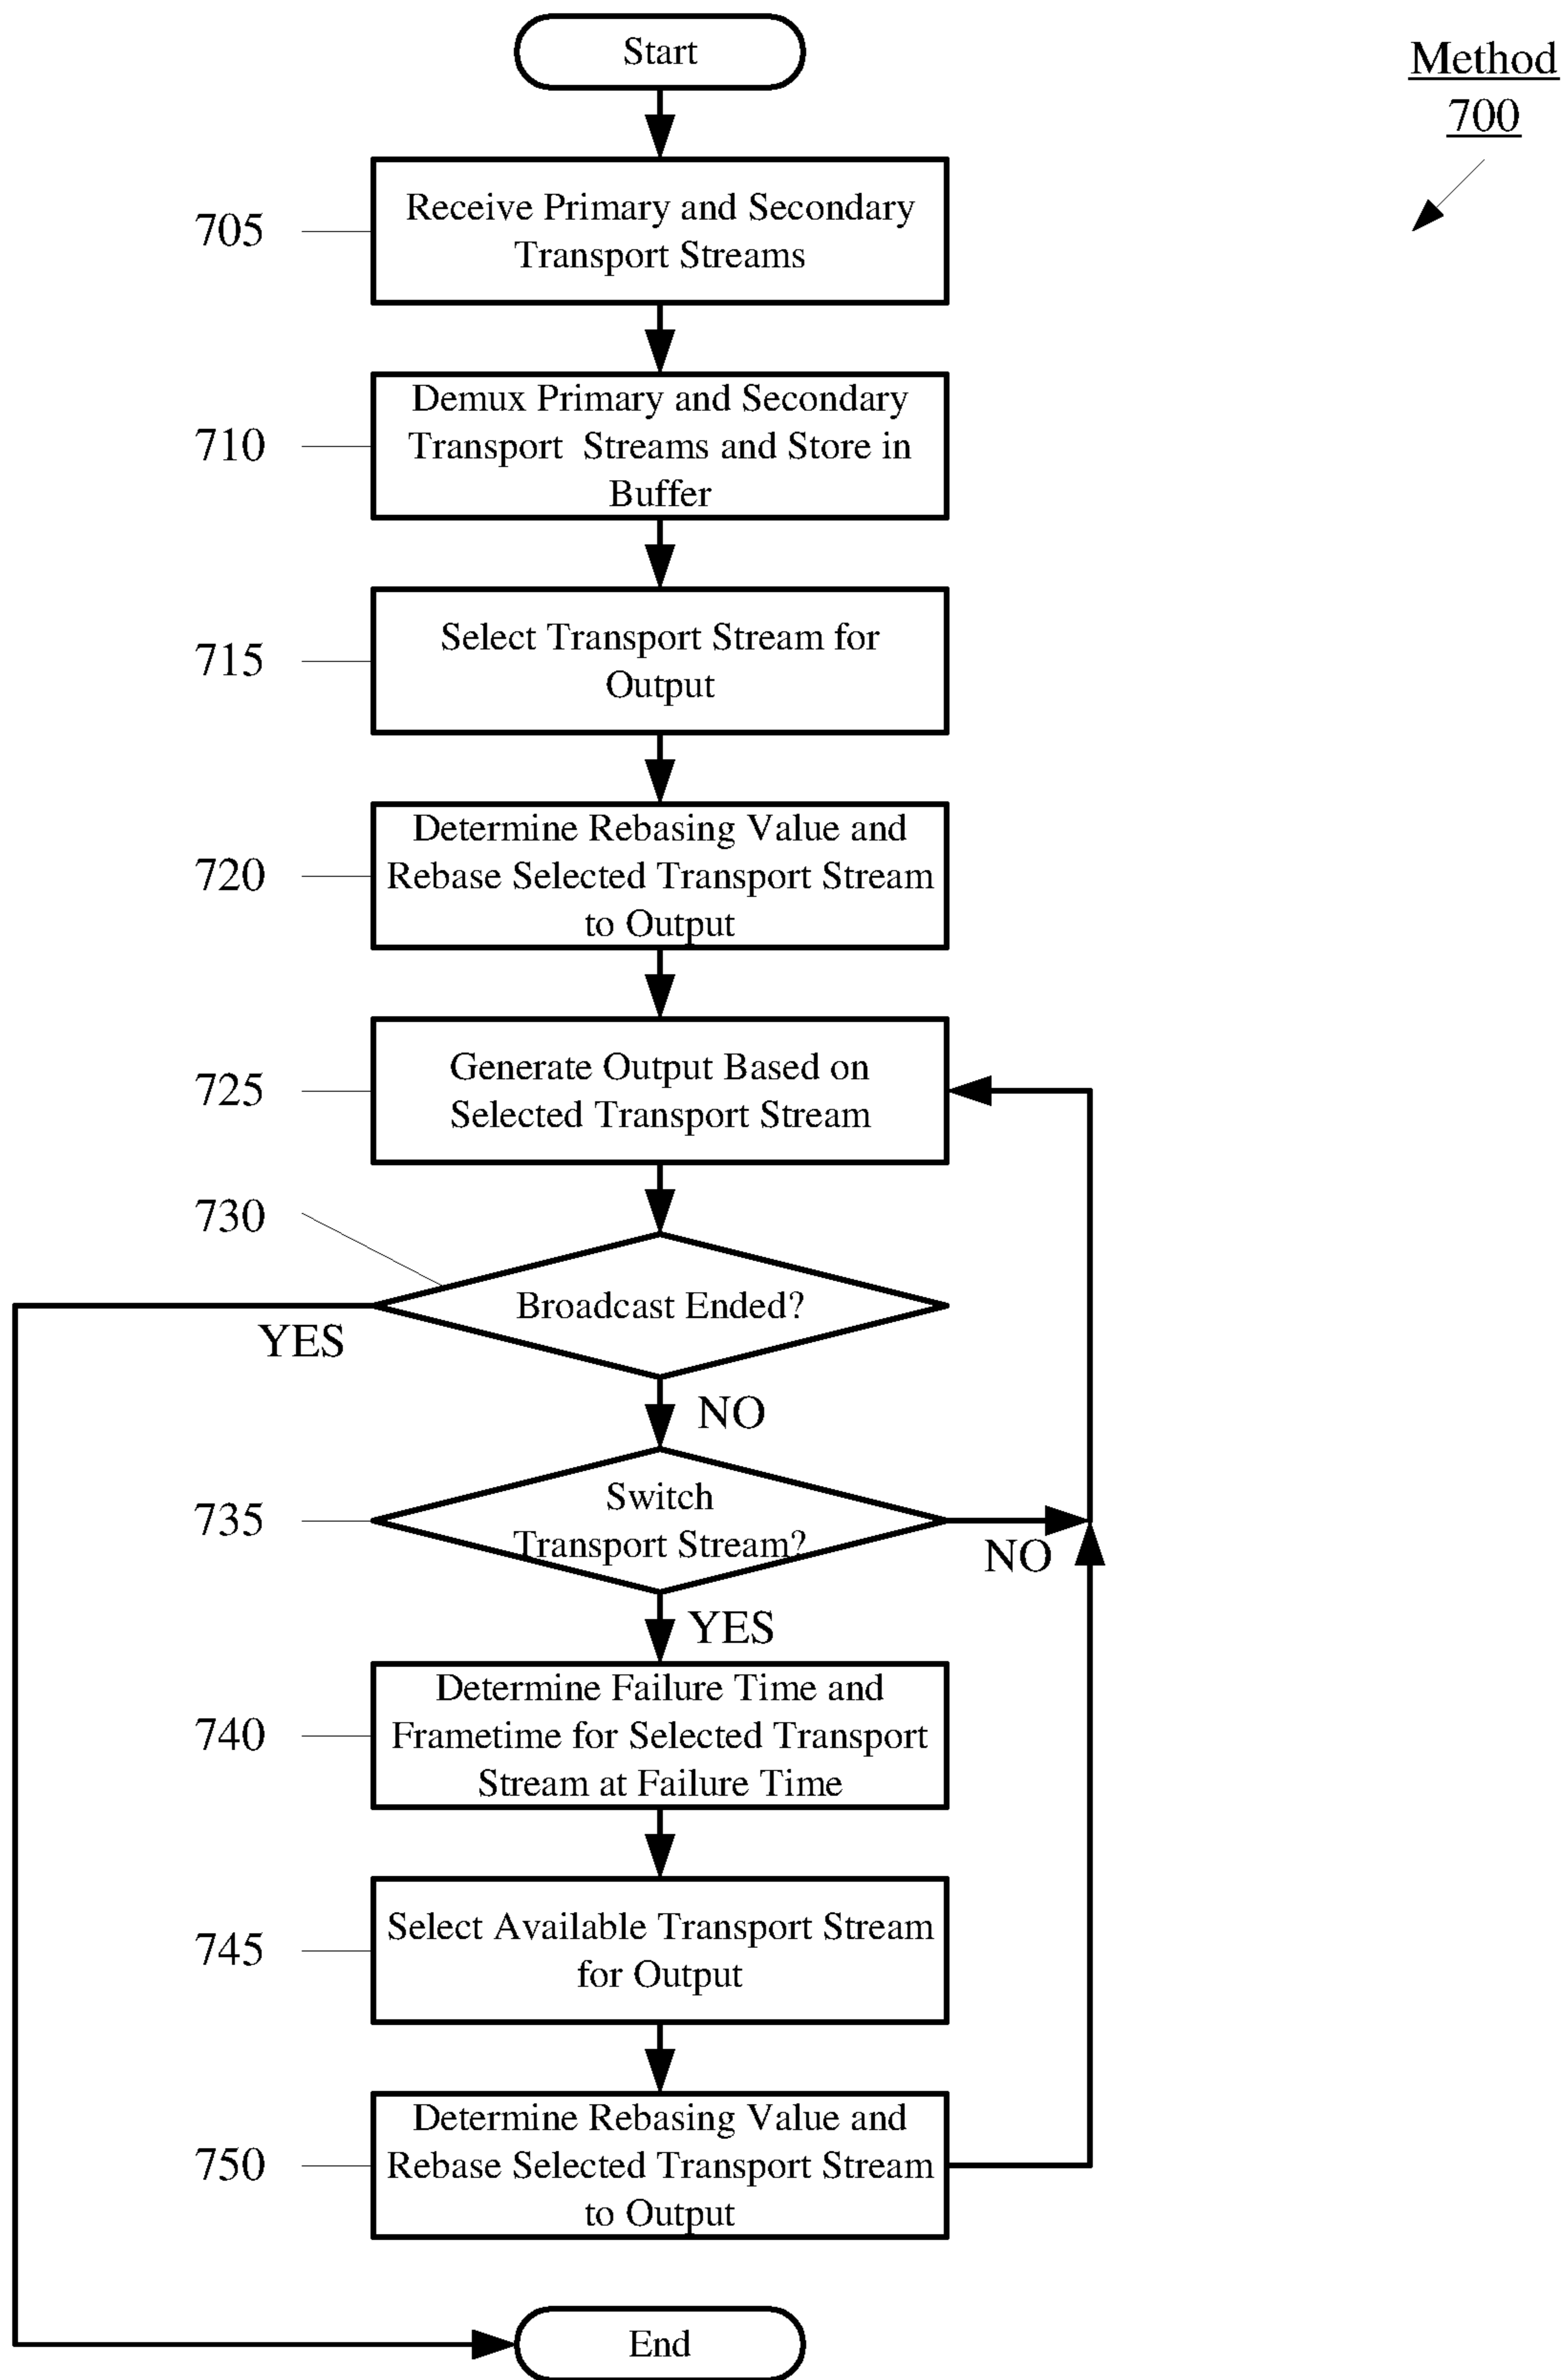 Start
Method
700
705
Receive Primary and Secondary
Transport Streams
710
Demux Primary and Secondary
Transport Streams and Store in
Buffer
715
Select Transport Stream for
Output
720
Determine Rebasing Value and
Rebase Selected Transport Stream
to Output
725
Generate Output Based on
Selected Transport Stream
730
Broadcast Ended?
YES
NO
735
Switch
Transport Stream?
NO
YES
740
Determine Failure Time and
Frametime for Selected Transport
Stream at Failure Time
745
Select Available Transport Stream
for Output
750
Determine Rebasing Value and
Rebase Selected Transport Stream
to Output
End